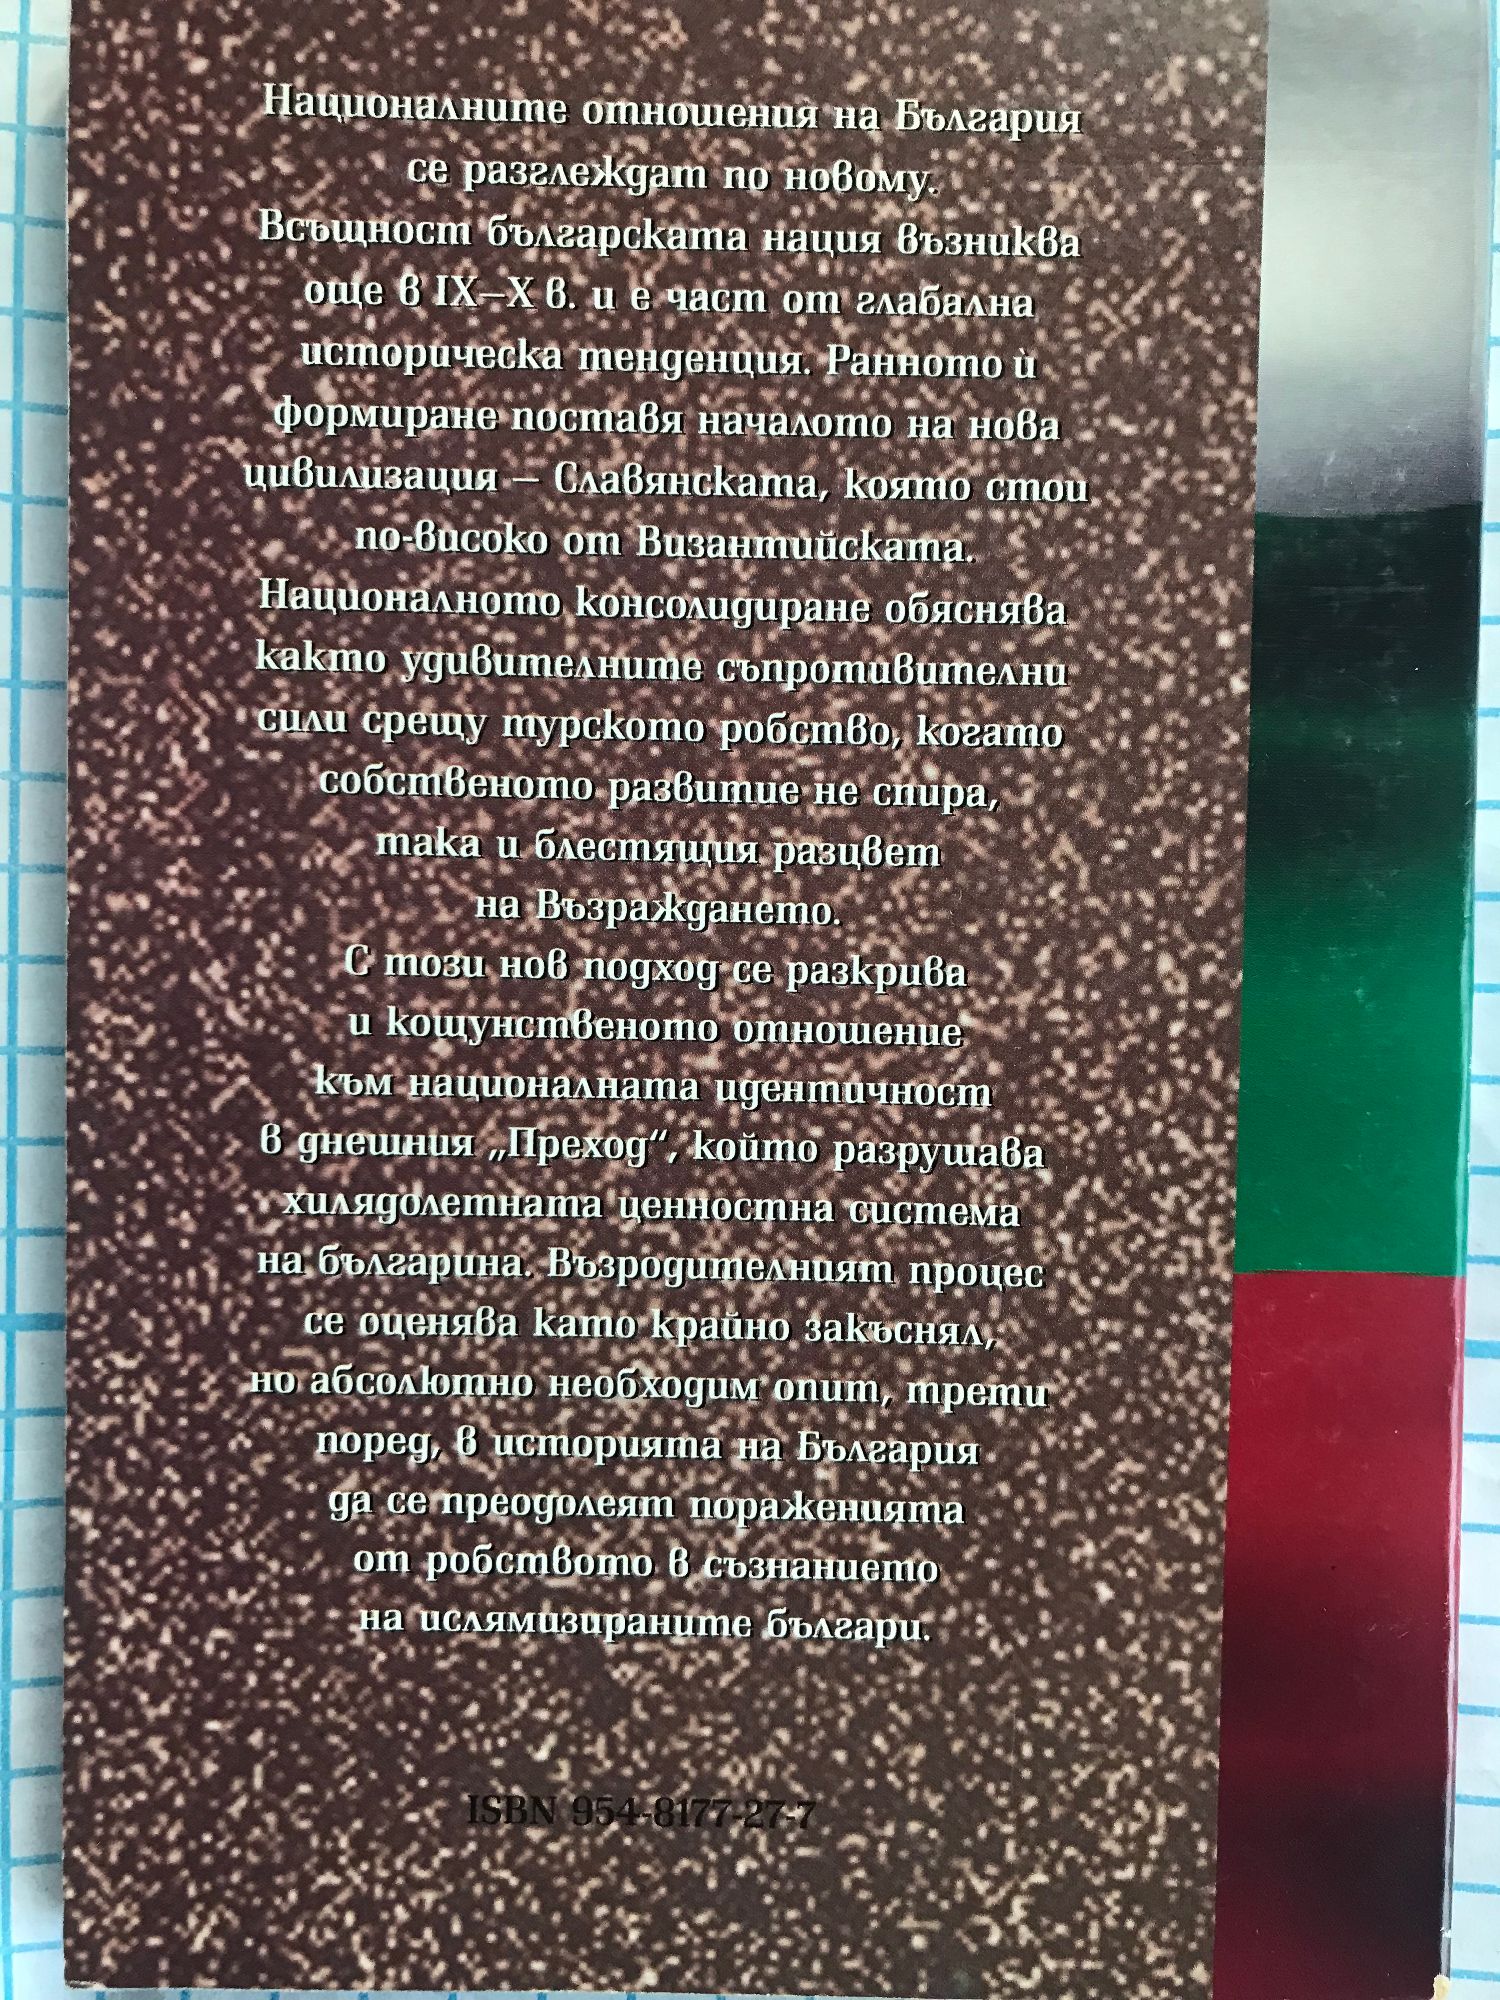 Националните отношения на България
се разглеждат по новому.
Всъщност българската нация възниква
още в IX–X в. и е част от глабална
историческа тенденция. Ранното ѝ
формиране поставя началото на нова
цивилизация – Славянската, която стои
по-високо от Византийската.
Националното консолидиране обяснява
както удивителните съпротивителни
сили срещу турското робство, когато
собственото развитие не спира,
така и блестящия разцвет
на Възраждането.
С този нов подход се разкрива
и кощунственото отношение
към националната идентичност
в днешния „Преход“, който разрушава
хилядолетната ценностна система
на българина. Възродителният процес
се оценява като крайно закъснял,
но абсолютно необходим опит, трети
поред, в историята на България
да се преодолеят пораженията
от робството в съзнанието
на ислямизираните българи.
ISBN 954-8177-27-7